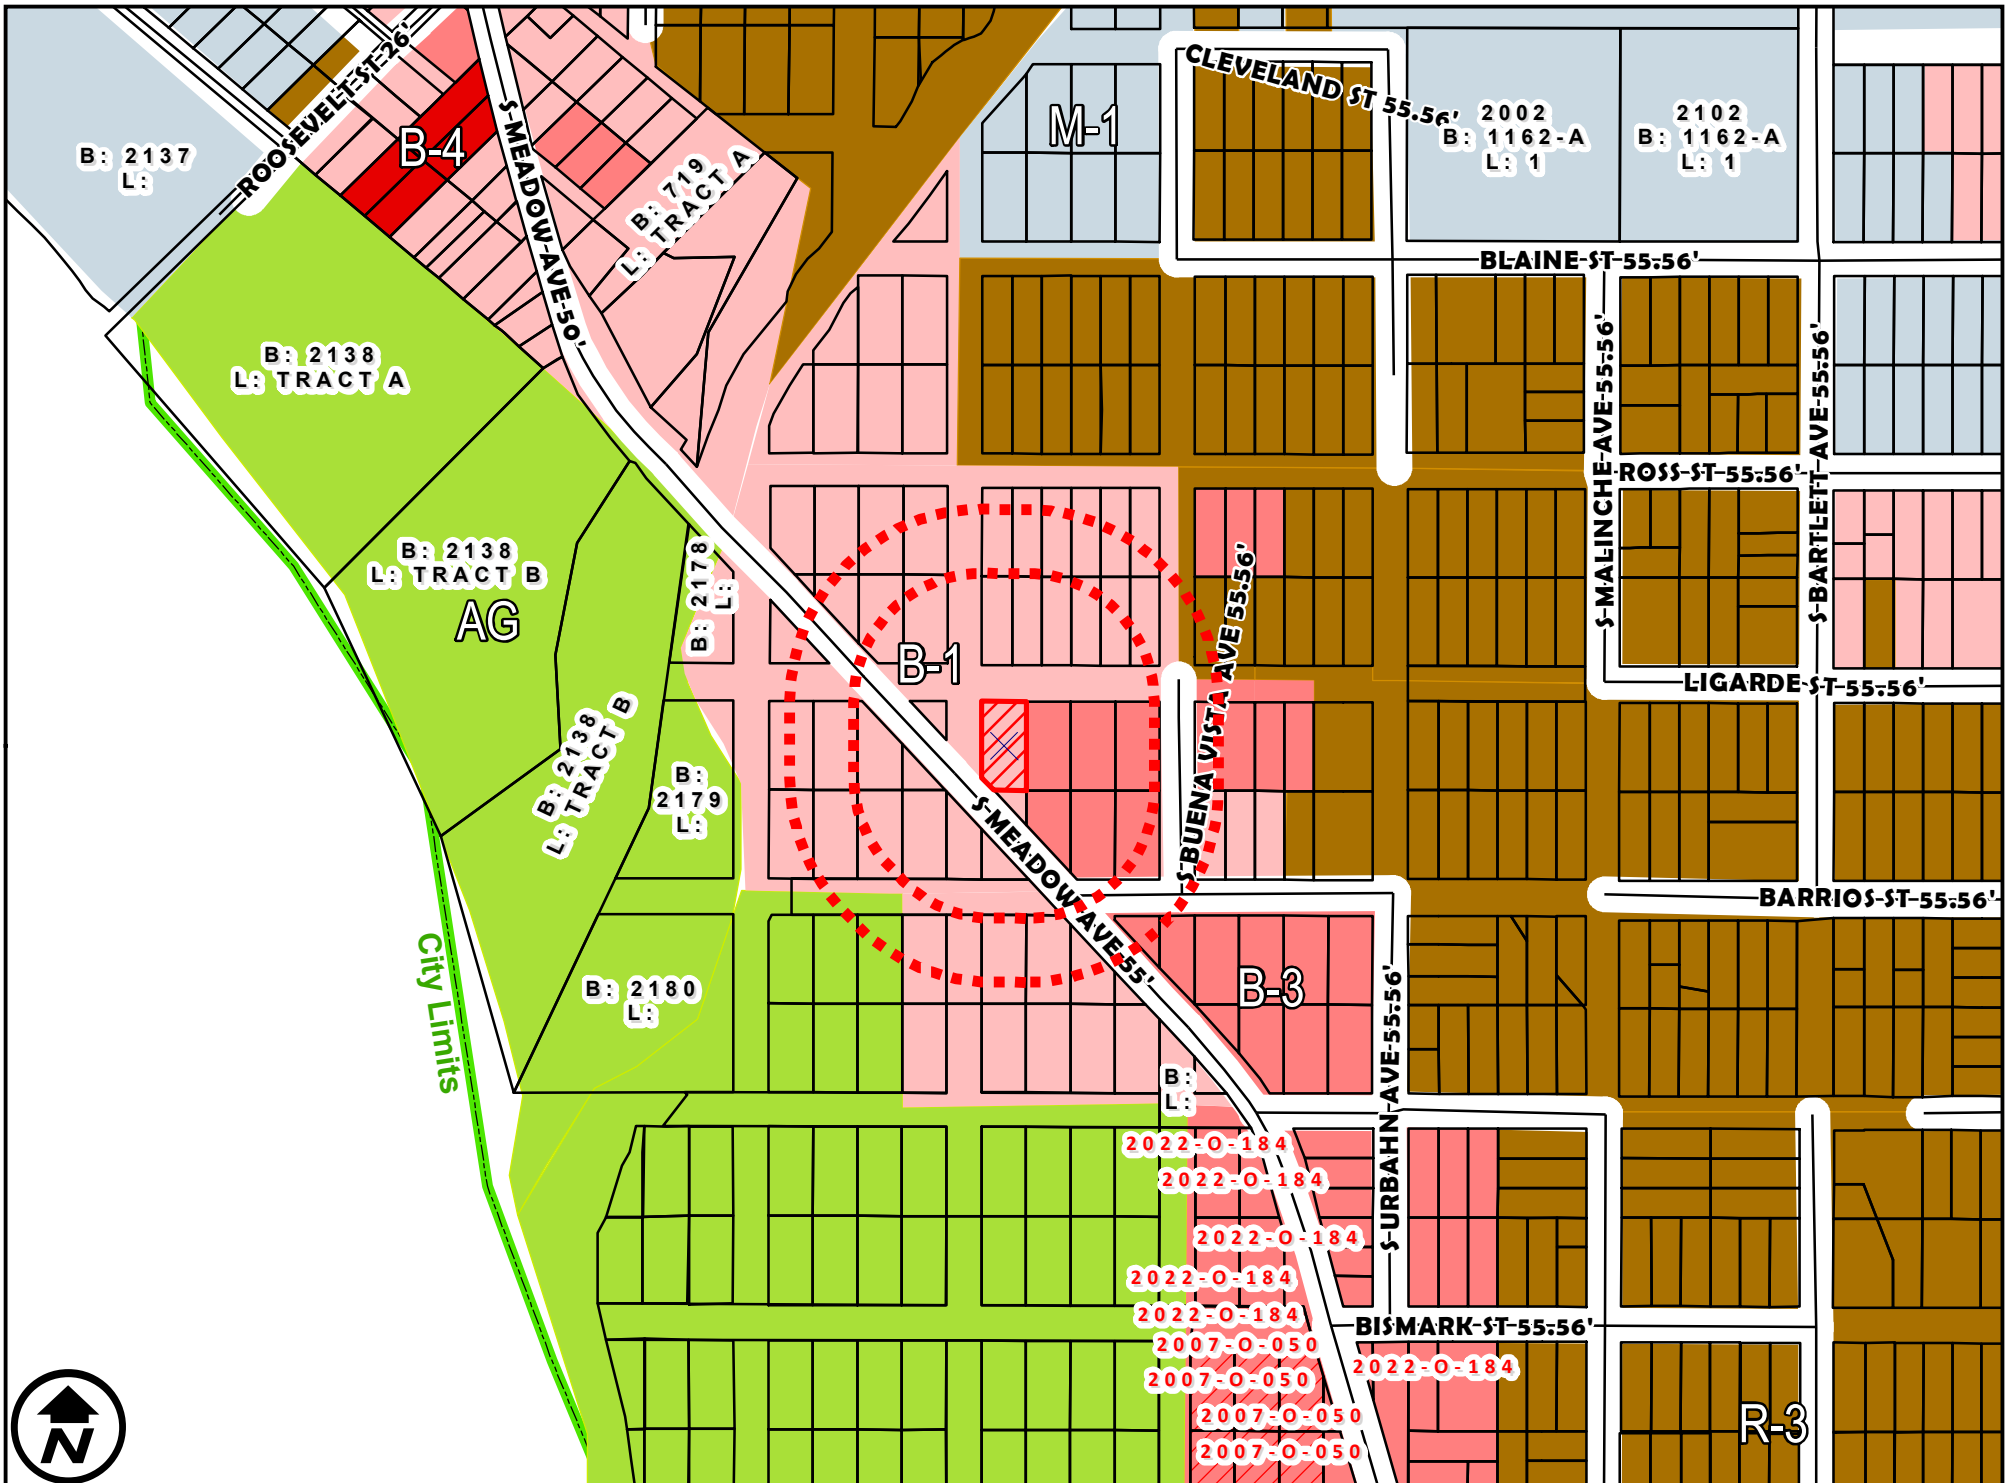 ROOSEVELT ST 26'
B: 2137
L:
B-4
S MEADOW AVE 50'
B: 719
L: TRACT A
M-1
CLEVELAND ST 55.56'
2002
B: 1162-A
L: 1
2102
B: 1162-A
L: 1
BLAINE ST 55.56'
B: 2138
L: TRACT A
S MALINCHE AVE 55.56'
S BARTLETT AVE 55.56'
ROSS ST 55.56'
B: 2138
L: TRACT B
AG
B: 2178
L:
B-1
S BUENA VISTA AVE 55.56'
LIGARDE ST 55.56'
B: 2138
L: TRACT B
B:
2179
L:
S MEADOW AVE 55'
BARRIOS ST 55.56'
City Limits
B: 2180
L:
B-3
S URBAHN AVE 55.56'
B:
L:
2022-O-184
2022-O-184
2022-O-184
2022-O-184
2022-O-184
BISMARK ST 55.56'
2007-O-050
2022-O-184
2007-O-050
2007-O-050
2007-O-050
R-3
N